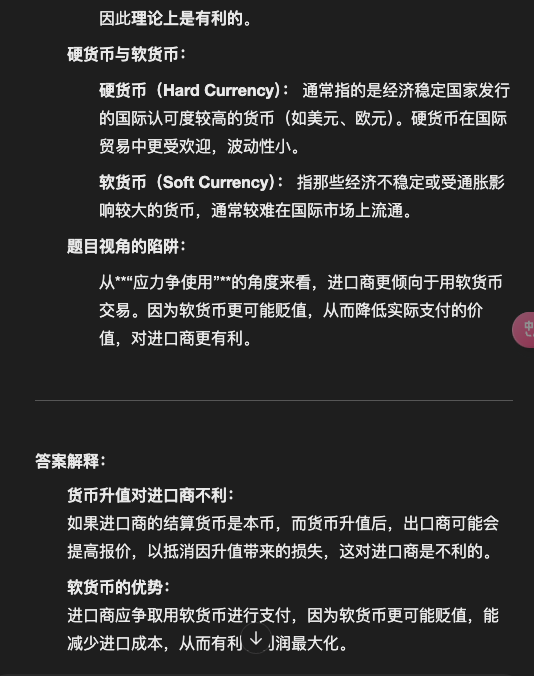 因此理论上是有利的。
硬货币与软货币：
硬货币（Hard Currency）： 通常指的是经济稳定国家发行
的国际认可度较高的货币（如美元、欧元）。硬货币在国际
贸易中更受欢迎，波动性小。
软货币（Soft Currency）： 指那些经济不稳定或受通胀影
响较大的货币，通常较难在国际市场上流通。
题目视角的陷阱：
从**“应力争使用”**的角度来看，进口商更倾向于用软货币
交易。因为软货币更可能贬值，从而降低实际支付的价
值，对进口商更有利。
中
答案解释：
货币升值对进口商不利：
如果进口商的结算货币是本币，而货币升值后，出口商可能会
提高报价，以抵消因升值带来的损失，这对进口商是不利的。
软货币的优势：
进口商应争取用软货币进行支付，因为软货币更可能贬值，能
减少进口成本，从而有利 润最大化。